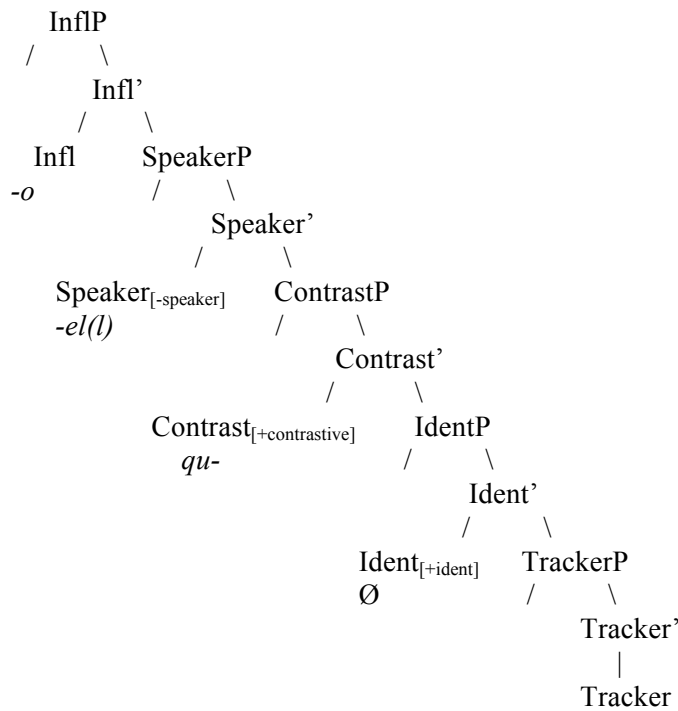 InflP
Infl’
Infl SpeakerP
-o
Speaker’
Speaker[-speaker] ContrastP
-el(l)
Contrast’
Contrast[+contrastive] IdentP
qu-
Ident’
Ident[+ident] TrackerP
Ø
Tracker’
Tracker